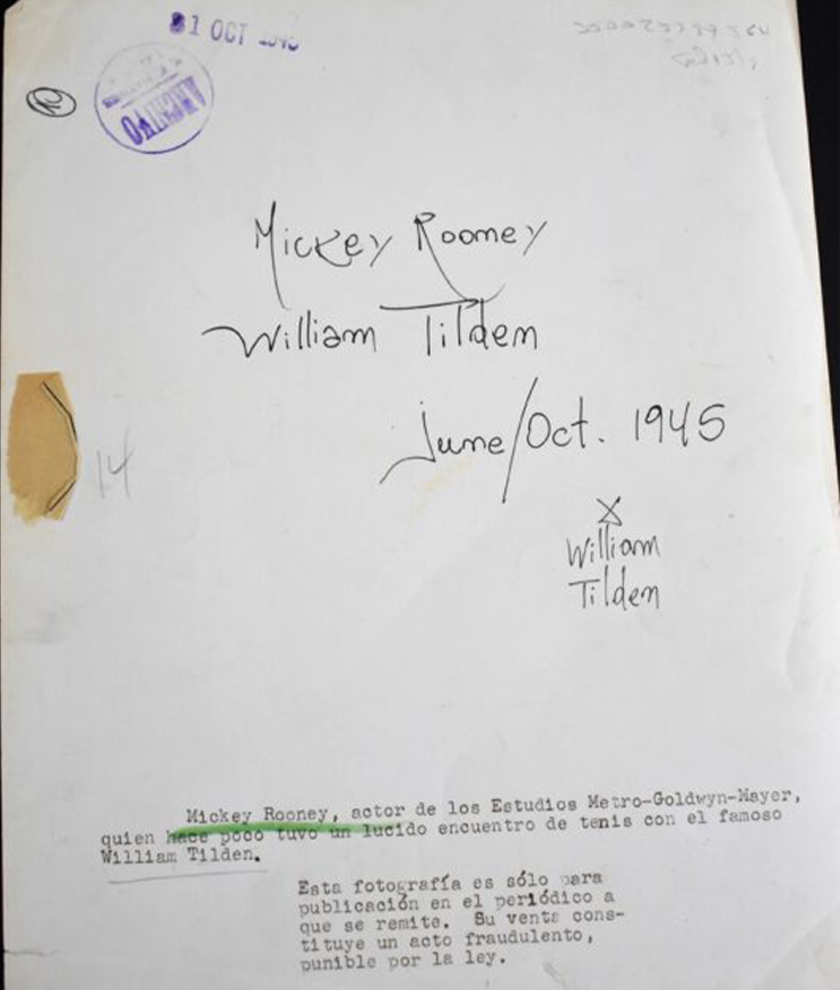 31 OCT
ARCHIVO
Mickey Rooney
William Tilden
June/Oct. 1945
X
William
Tilden
14
Mickey Rooney, actor de los Estudios Metro-Goldwyn-Mayer,
quien hace poco tuvo un lucido encuentro de tenis con el famoso
William Tilden.
Esta fotografía es sólo para
publicación en el periódico a
que se remite. Su venta cons-
tituye un acto fraudulento,
punible por la ley.